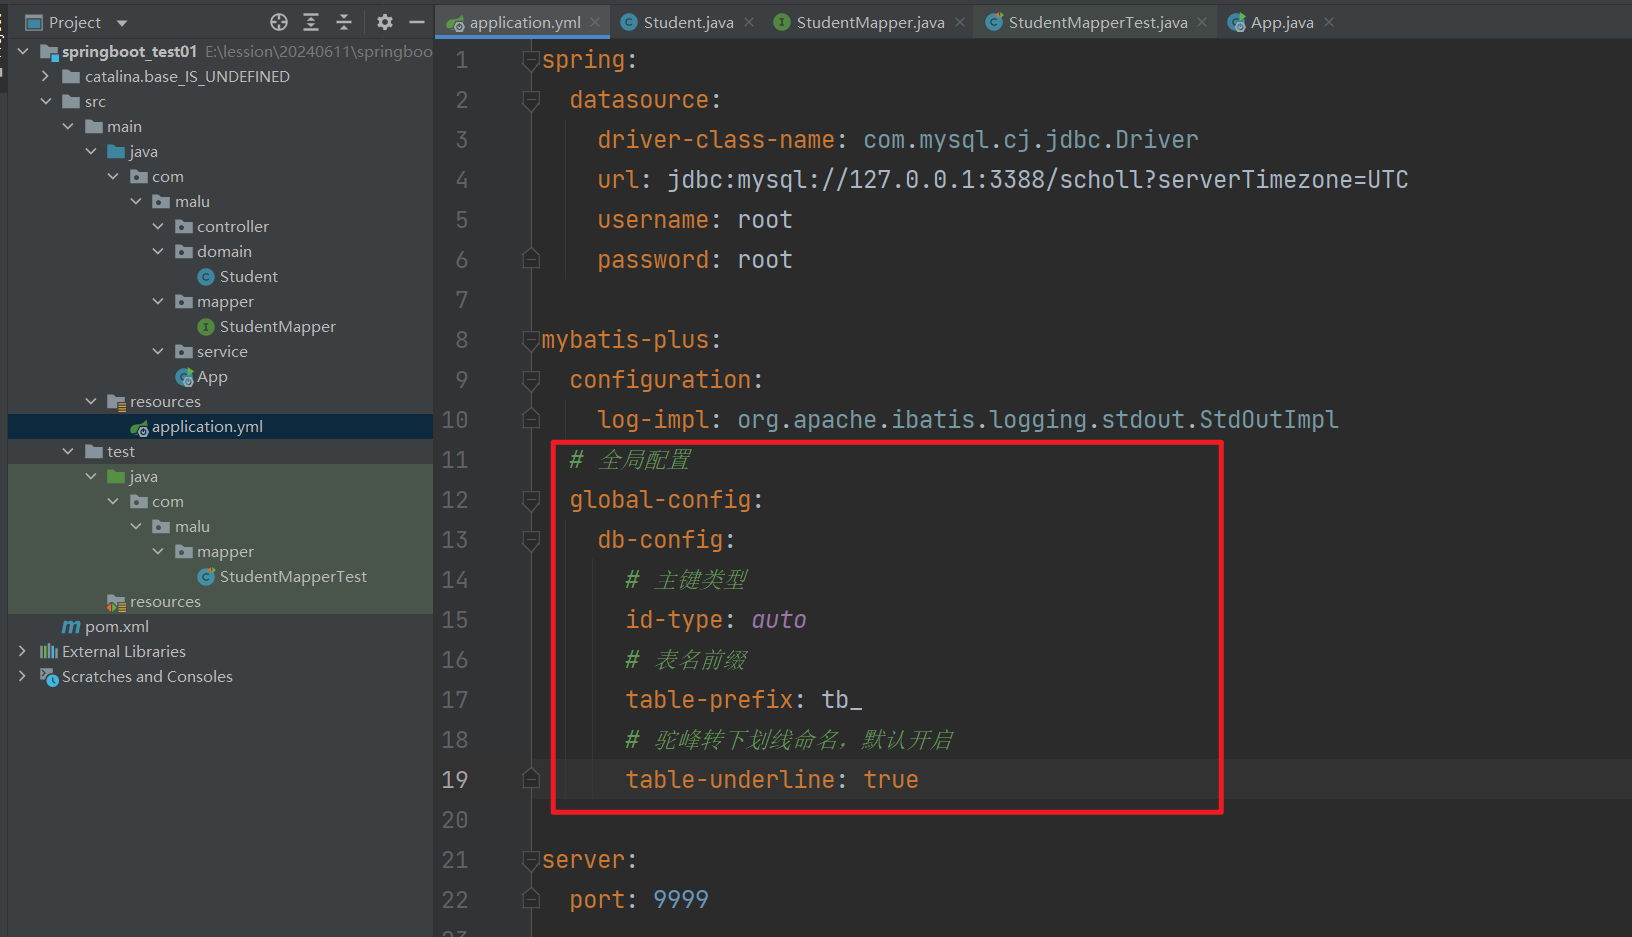 Project
application.yml
Student.java
StudentMapper.java
StudentMapperTest.java
App.java
springboot_test01 E:\lession\20240611\springboo
catalina.base_IS_UNDEFINED
src
main
java
com
malu
controller
domain
Student
mapper
StudentMapper
service
App
resources
application.yml
test
java
com
malu
mapper
StudentMapperTest
resources
pom.xml
External Libraries
Scratches and Consoles
1 spring:
2 datasource:
3 driver-class-name: com.mysql.cj.jdbc.Driver
4 url: jdbc:mysql://127.0.0.1:3388/scholl?serverTimezone=UTC
5 username: root
6 password: root
7
8 mybatis-plus:
9 configuration:
10 log-impl: org.apache.ibatis.logging.stdout.StdOutImpl
11 # 全局配置
12 global-config:
13 db-config:
14 # 主键类型
15 id-type: auto
16 # 表名前缀
17 table-prefix: tb_
18 # 驼峰转下划线命名，默认开启
19 table-underline: true
20
21 server:
22 port: 9999